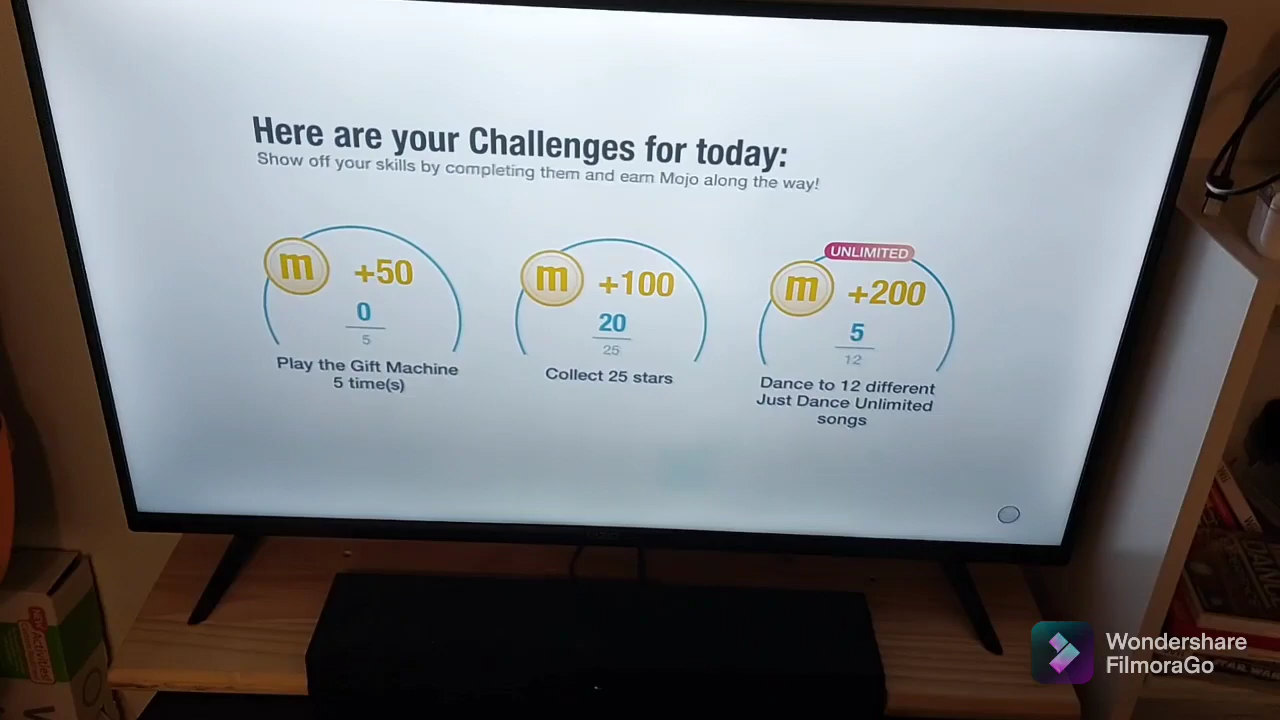 Here are your Challenges for today:
Show off your skills by completing them and earn Mojo along the way!
m +50
0
5
Play the Gift Machine
5 time(s)
m +100
20
25
Collect 25 stars
UNLIMITED
m +200
5
12
Dance to 12 different
Just Dance Unlimited
songs
Wondershare
FilmoraGo